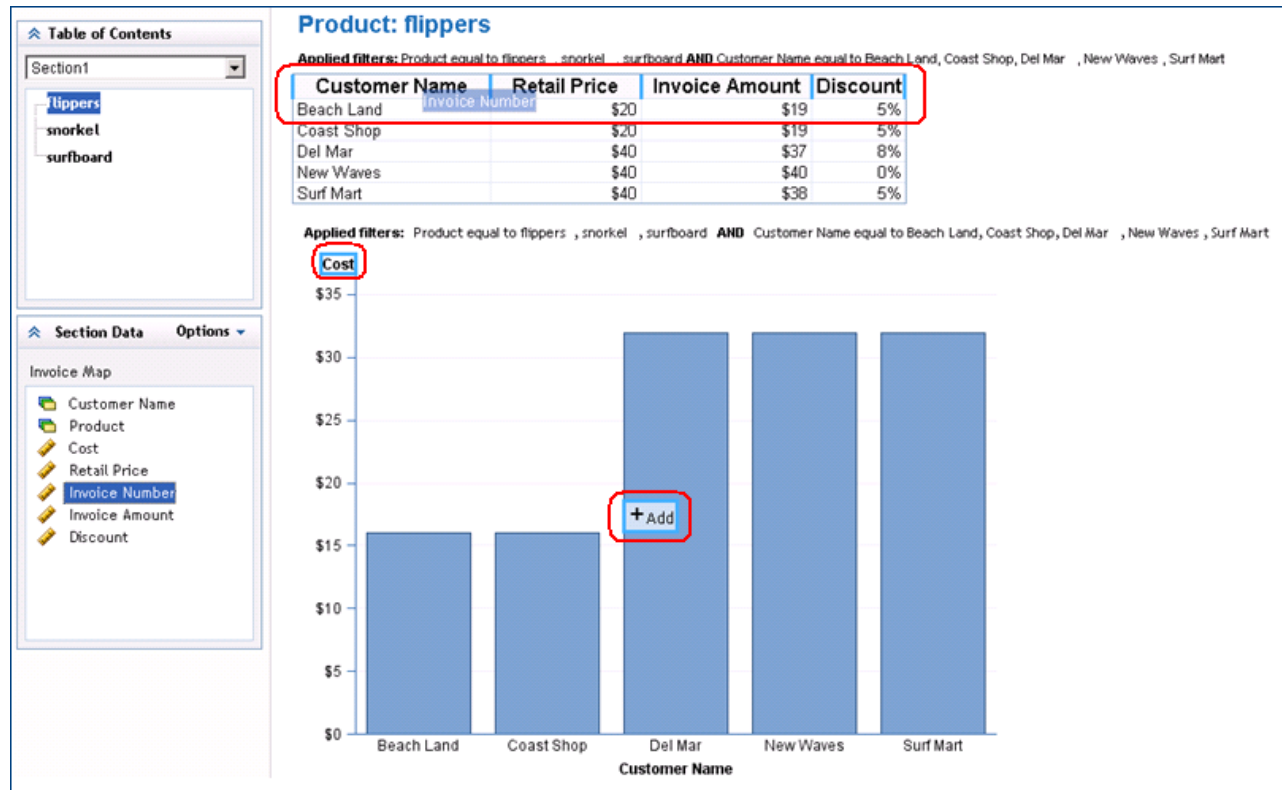 Table of Contents
Section1
flippers
snorkel
surfboard
Section Data Options
Invoice Map
Customer Name
Product
Cost
Retail Price
Invoice Number
Invoice Amount
Discount
Product: flippers
Applied filters: Product equal to flippers , snorkel , surfboard AND Customer Name equal to Beach Land, Coast Shop, Del Mar , New Waves , Surf Mart
Customer Name Retail Price Invoice Amount Discount
Invoice Number
Beach Land $20 $19 5%
Coast Shop $20 $19 5%
Del Mar $40 $37 8%
New Waves $40 $40 0%
Surf Mart $40 $38 5%
Applied filters: Product equal to flippers , snorkel , surfboard AND Customer Name equal to Beach Land, Coast Shop, Del Mar , New Waves , Surf Mart
Cost
$35
$30
$25
$20
+Add
$15
$10
$5
$0
Beach Land Coast Shop Del Mar New Waves Surf Mart
Customer Name